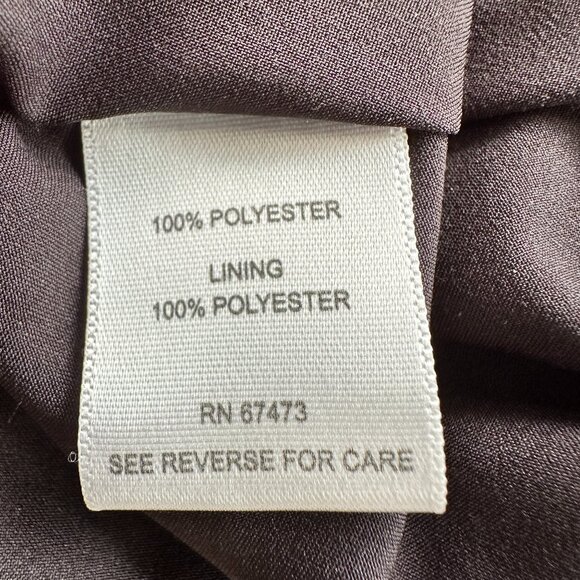 100% POLYESTER
LINING
100% POLYESTER
RN 67473
SEE REVERSE FOR CARE